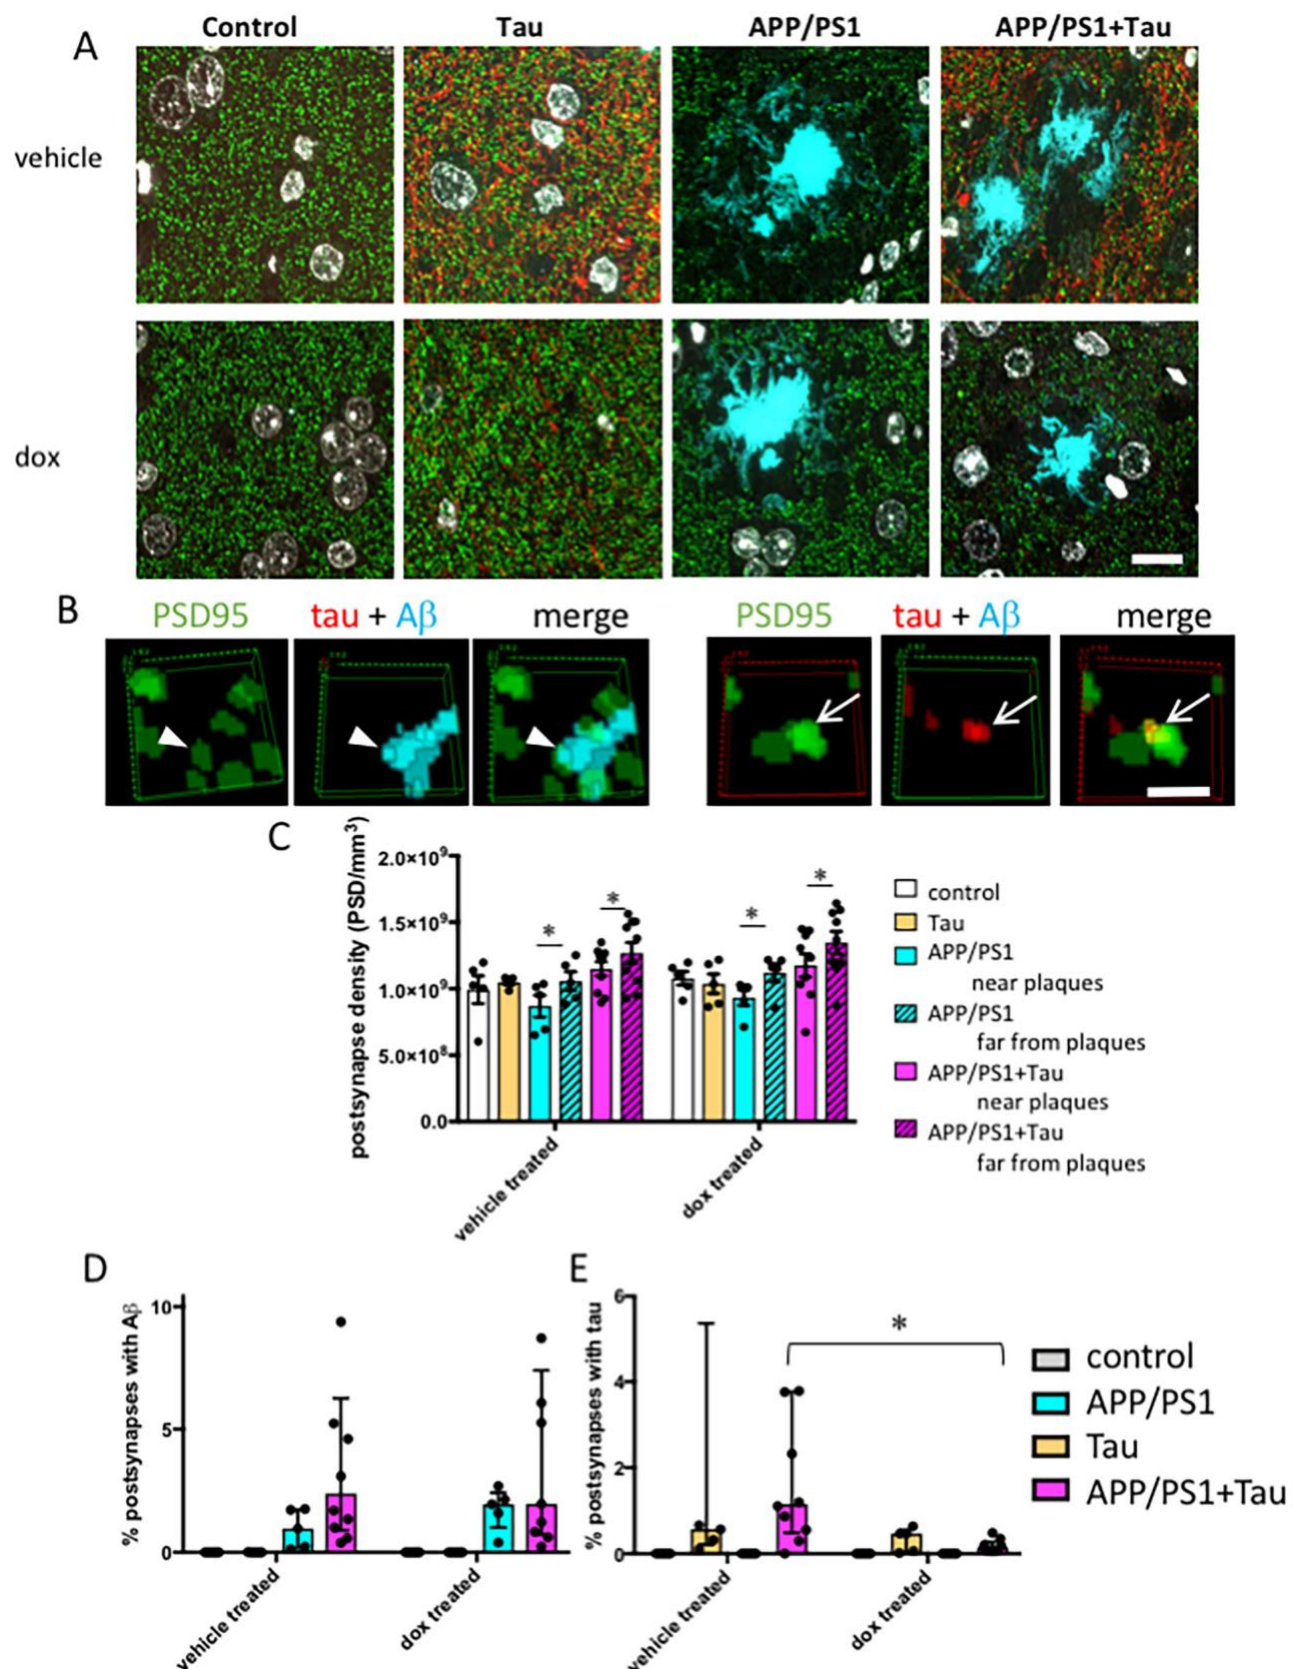 A
Control Tau APP/PS1 APP/PS1+Tau
vehicle
dox
B
PSD95 tau + Aβ merge PSD95 tau + Aβ merge
C
postsynapse density (PSD/mm³)
2.0×10⁹
1.5×10⁹
1.0×10⁹
5.0×10⁸
0.0
* * * *
vehicle treated
dox treated
control
Tau
APP/PS1
near plaques
APP/PS1
far from plaques
APP/PS1+Tau
near plaques
APP/PS1+Tau
far from plaques
D
% postsynapses with Aβ
10
5
0
vehicle treated
dox treated
E
% postsynapses with tau
6
4
2
0
*
vehicle treated
dox treated
control
APP/PS1
Tau
APP/PS1+Tau